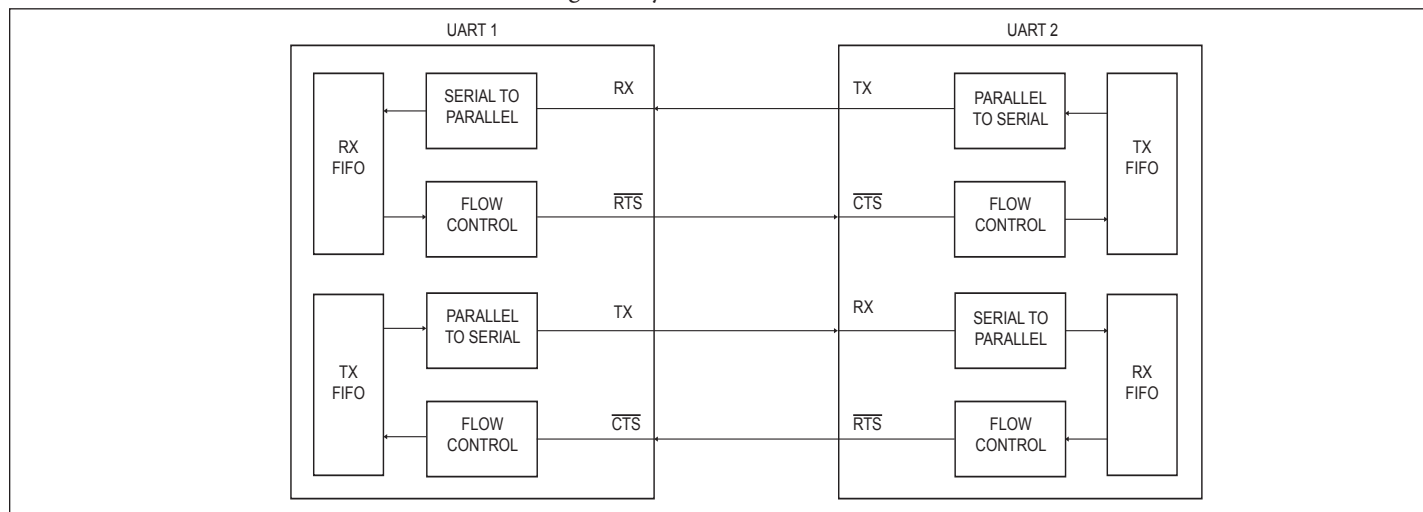 UART 1
UART 2
RX
FIFO
SERIAL TO
PARALLEL
RX
TX
PARALLEL
TO SERIAL
TX
FIFO
FLOW
CONTROL
RTS
CTS
FLOW
CONTROL
TX
FIFO
PARALLEL
TO SERIAL
TX
RX
SERIAL TO
PARALLEL
RX
FIFO
FLOW
CONTROL
CTS
RTS
FLOW
CONTROL